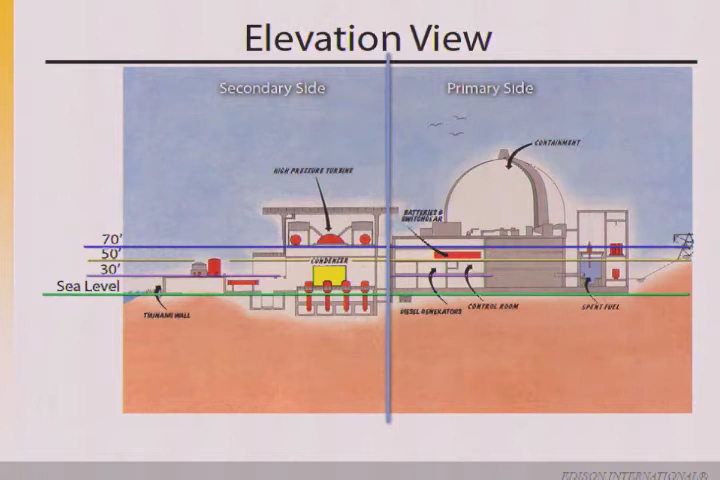 Elevation View
Secondary Side
Primary Side
CONTAINMENT
HIGH PRESSURE TURBINE
BATTERIES &
SWITCHGEAR
70'
50'
CONDENSER
30'
Sea Level
TSUNAMI WALL
DIESEL GENERATORS
CONTROL ROOM
SPENT FUEL
EDISON INTERNATIONAL®